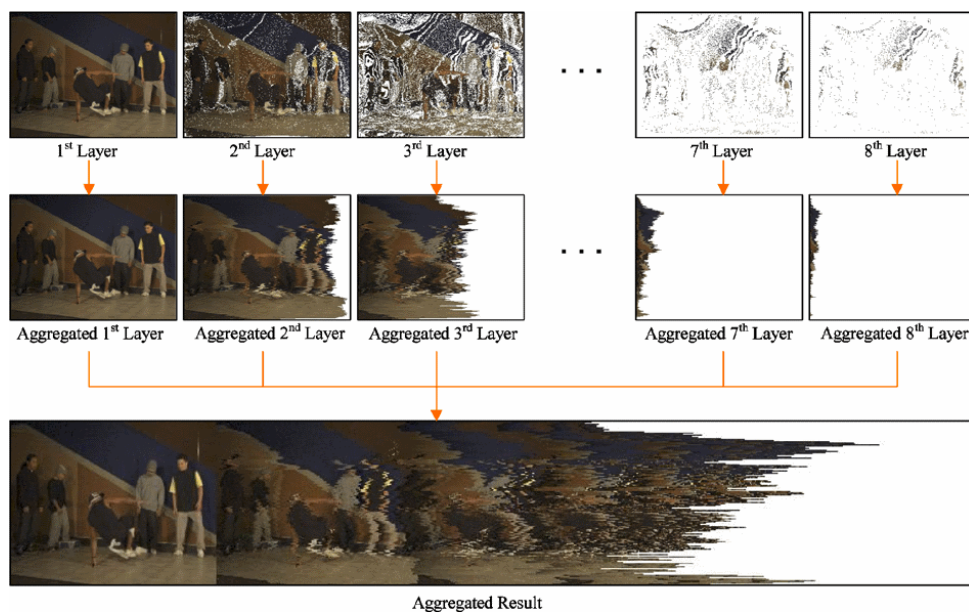 1st Layer
2nd Layer
3rd Layer
. . .
7th Layer
8th Layer
Aggregated 1st Layer
Aggregated 2nd Layer
Aggregated 3rd Layer
. . .
Aggregated 7th Layer
Aggregated 8th Layer
Aggregated Result